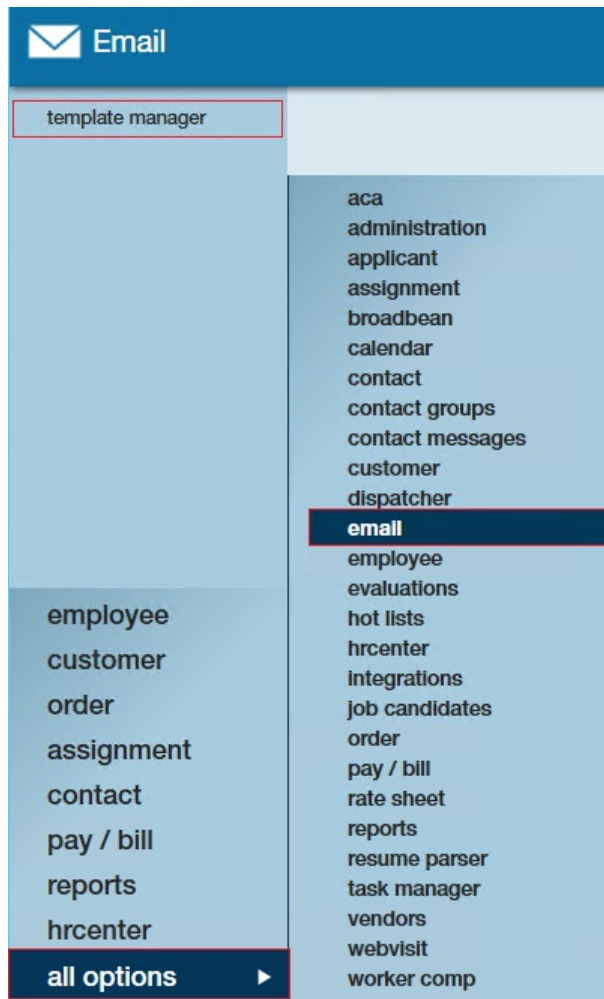 Email
template manager
aca
administration
applicant
assignment
broadbean
calendar
contact
contact groups
contact messages
customer
dispatcher
email
employee
evaluations
hot lists
hrcenter
integrations
job candidates
order
pay / bill
rate sheet
reports
resume parser
task manager
vendors
webvisit
worker comp
employee
customer
order
assignment
contact
pay / bill
reports
hrcenter
all options